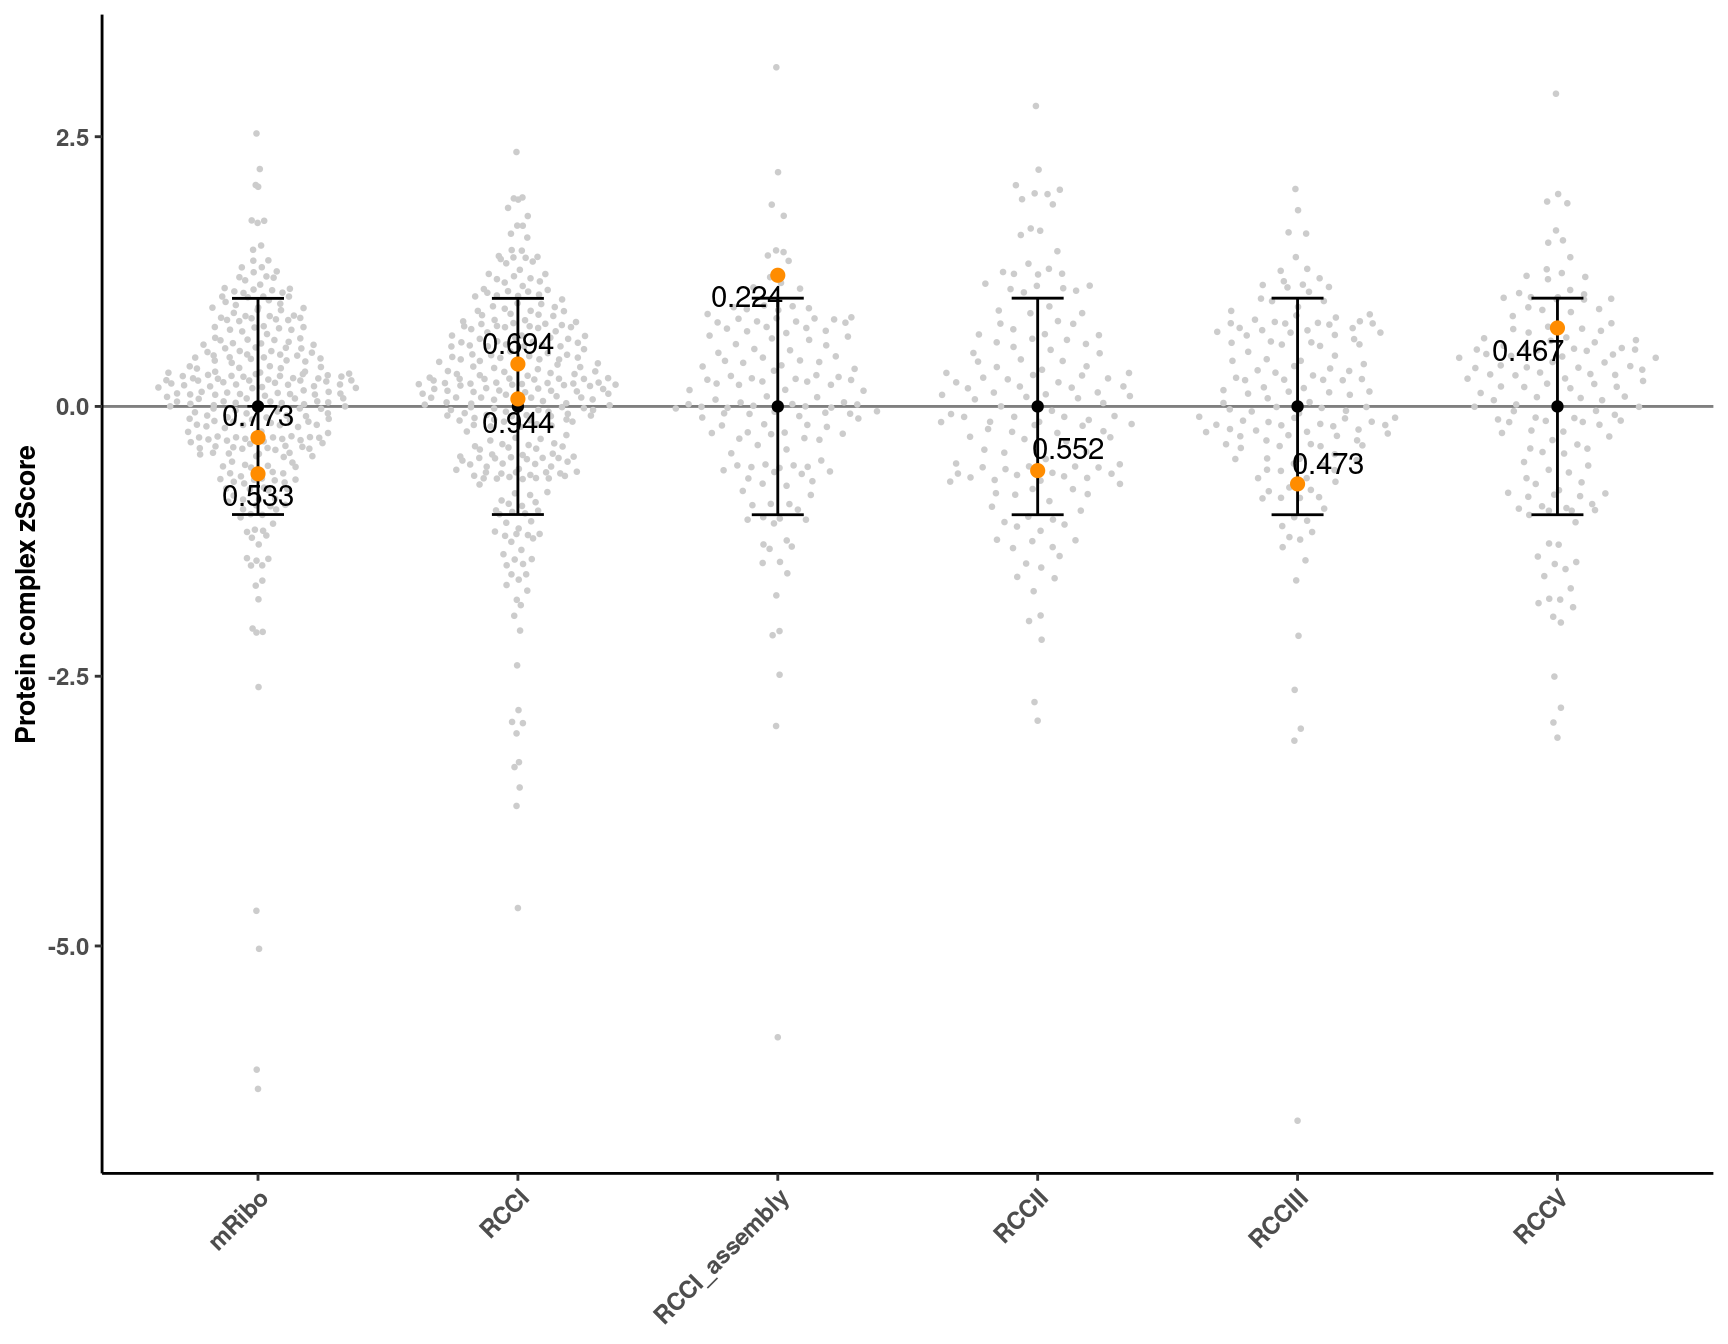 Protein complex zScore
2.5
0.0
-2.5
-5.0
0.773
0.533
0.694
0.944
0.224
0.552
0.473
0.467
mRibo
RCCI
RCCI_assembly
RCCII
RCCIII
RCCV